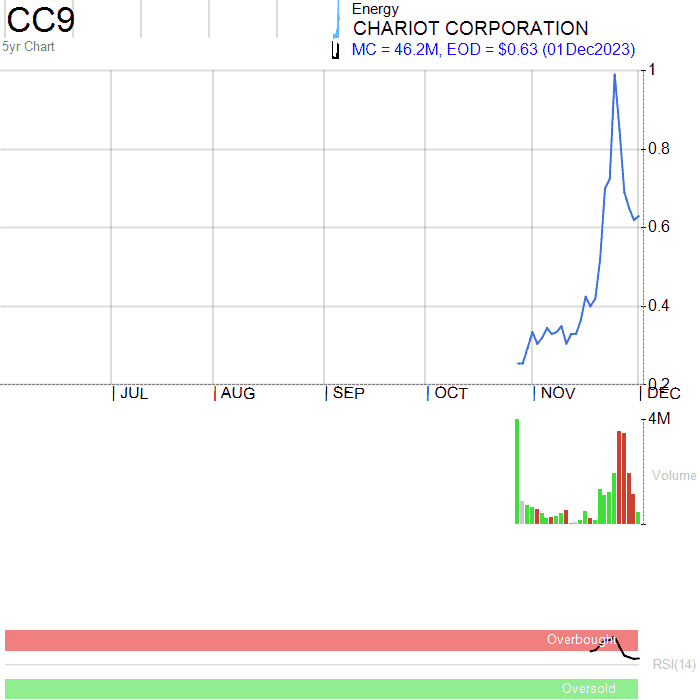 CC9
5yr Chart
Energy
CHARIOT CORPORATION
MC = 46.2M, EOD = $0.63 (01Dec2023)
1
0.8
0.6
0.4
0.2
JUL AUG SEP OCT NOV DEC
4M
Volume
Overbought
RSI(14)
Oversold